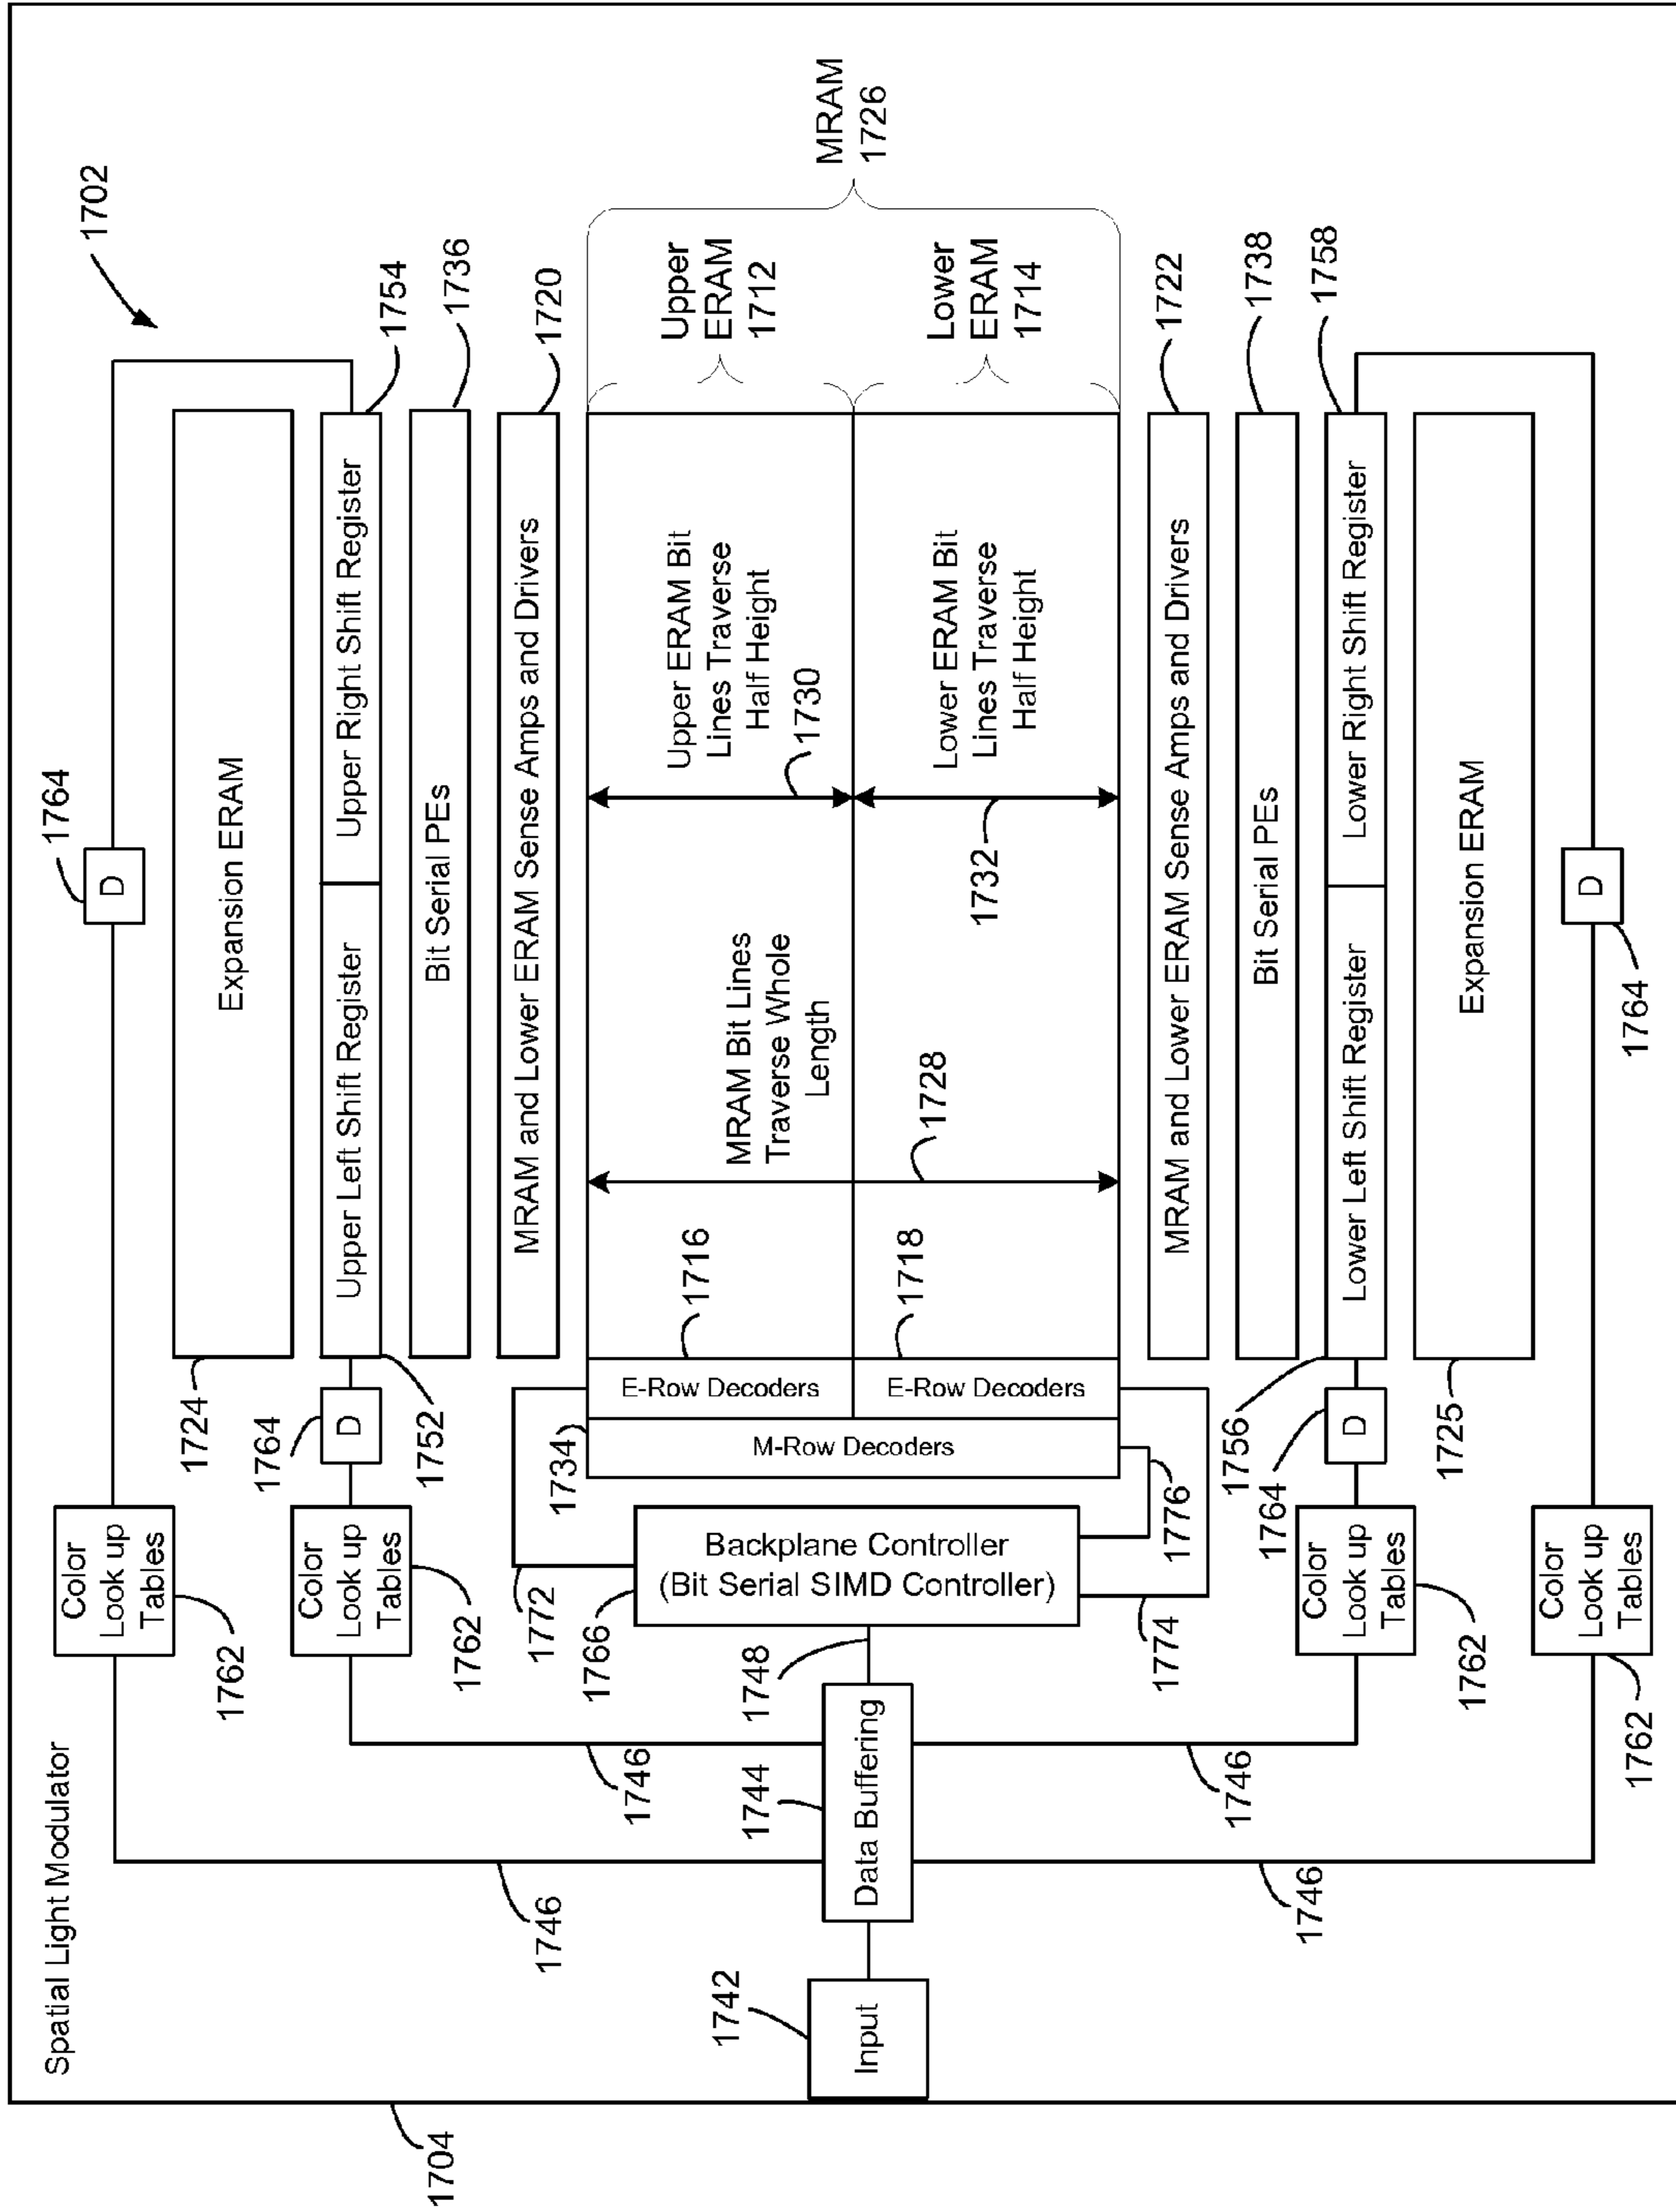 Spatial Light Modulator
1702
1704
Color
Look up
Tables
1762
D
1764
Expansion ERAM
1724
Color
Look up
Tables
1762
D
1764
Upper Left Shift Register
1752
Upper Right Shift Register
1754
Bit Serial PEs
1736
MRAM and Lower ERAM Sense Amps and Drivers
1720
1746
1746
1772
1766
1734
E-Row Decoders
1716
E-Row Decoders
1718
M-Row Decoders
MRAM Bit Lines
Traverse Whole
Length
1728
Upper ERAM Bit
Lines Traverse
Half Height
1730
Lower ERAM Bit
Lines Traverse
Half Height
1732
Upper
ERAM
1712
Lower
ERAM
1714
MRAM
1726
1742
Input
1744
Data Buffering
1748
Backplane Controller
(Bit Serial SIMD Controller)
1776
1774
1746
1746
MRAM and Lower ERAM Sense Amps and Drivers
1722
Bit Serial PEs
1738
Color
Look up
Tables
1762
D
1764
1756
Lower Left Shift Register
Lower Right Shift Register
1758
Expansion ERAM
1725
Color
Look up
Tables
1762
D
1764